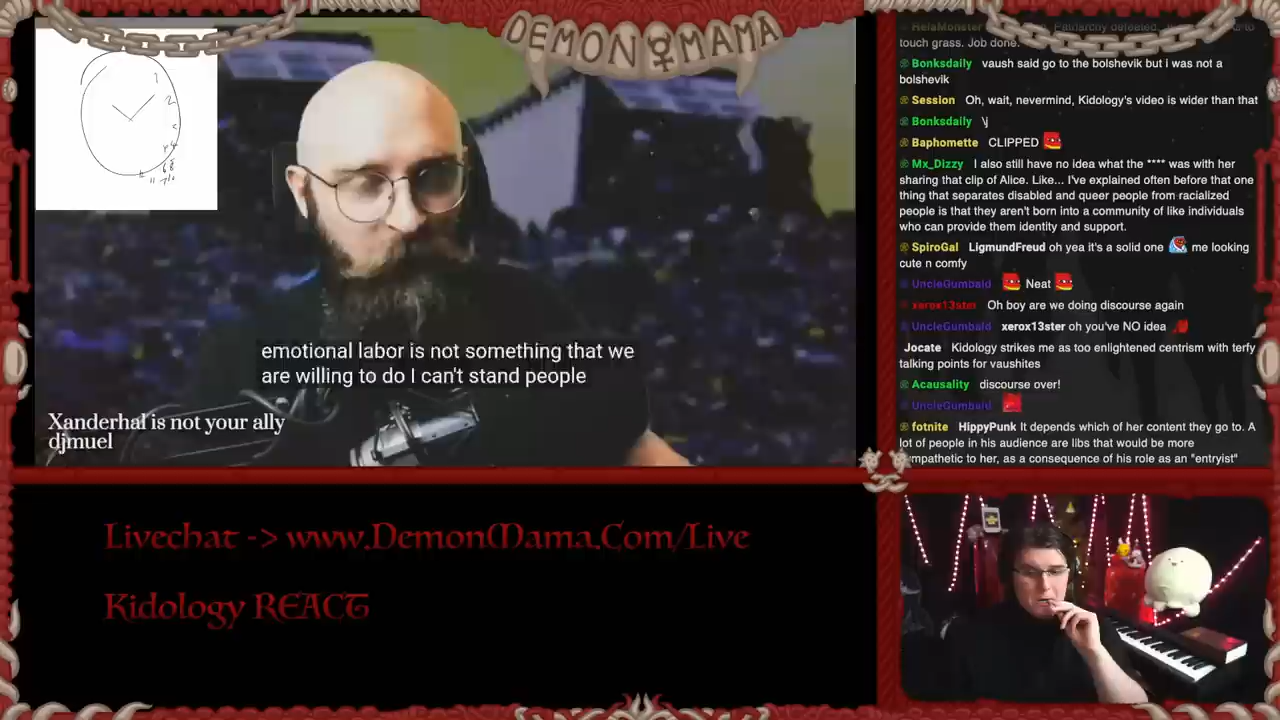 DEMON MAMA
1
2
emotional labor is not something that we
are willing to do I can't stand people
Xanderhal is not your ally
djmuel
Livechat -> www.DemonMama.Com/Live
Kidology REACT
HelaMonster Patriarchy defeated.
touch grass. Job done.
Bonksdaily vaush said go to the bolshevik but i was not a
bolshevik
Session Oh, wait, nevermind, Kidology's video is wider than that
Bonksdaily \j
Baphomette CLIPPED
Mx_Dizzy I also still have no idea what the **** was with her
sharing that clip of Alice. Like... I've explained often before that one
thing that separates disabled and queer people from racialized
people is that they aren't born into a community of like individuals
who can provide them identity and support.
SpiroGal LigmundFreud oh yea it's a solid one me looking
cute n comfy
UncleGumbald Neat
xerox13ster Oh boy are we doing discourse again
UncleGumbald xerox13ster oh you've NO idea
Jocate Kidology strikes me as too enlightened centrism with terfy
talking points for vaushites
Acausality discourse over!
UncleGumbald
fotnite HippyPunk It depends which of her content they go to. A
lot of people in his audience are libs that would be more
mpathetic to her, as a consequence of his role as an "entryist"